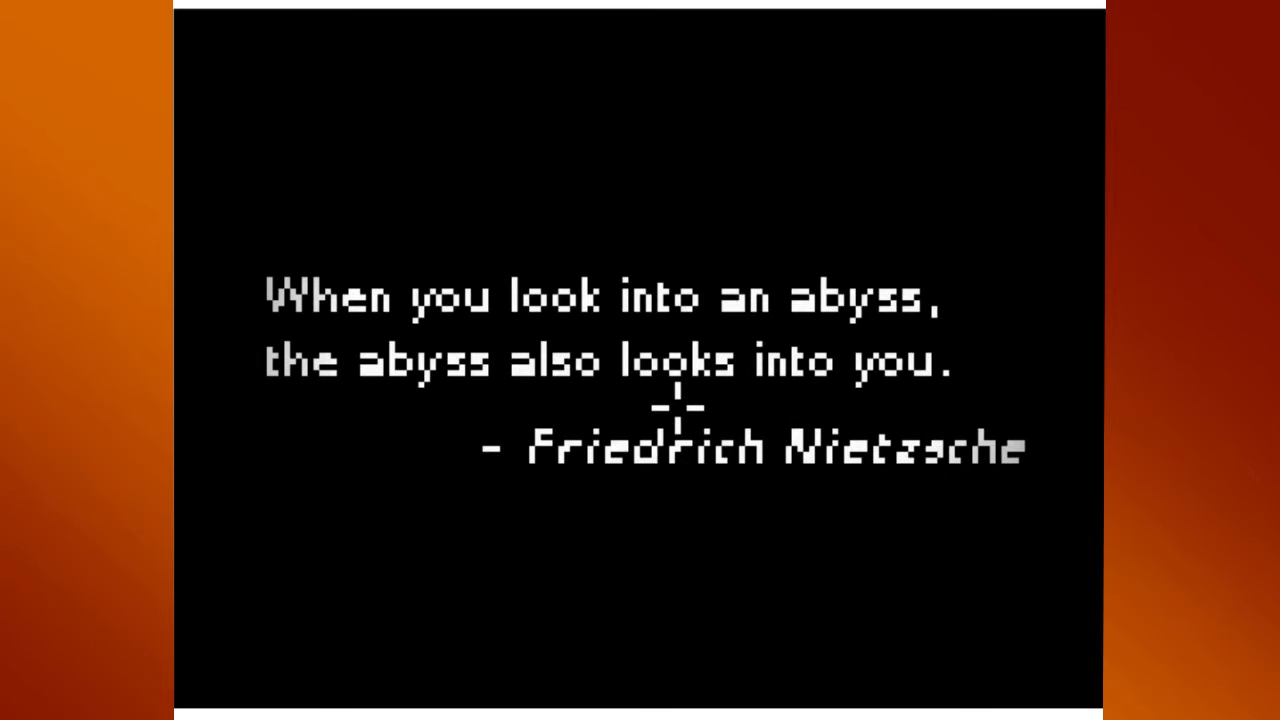 When you look into an abyss,
the abyss also looks into you.
- Friedrich Nietzsche